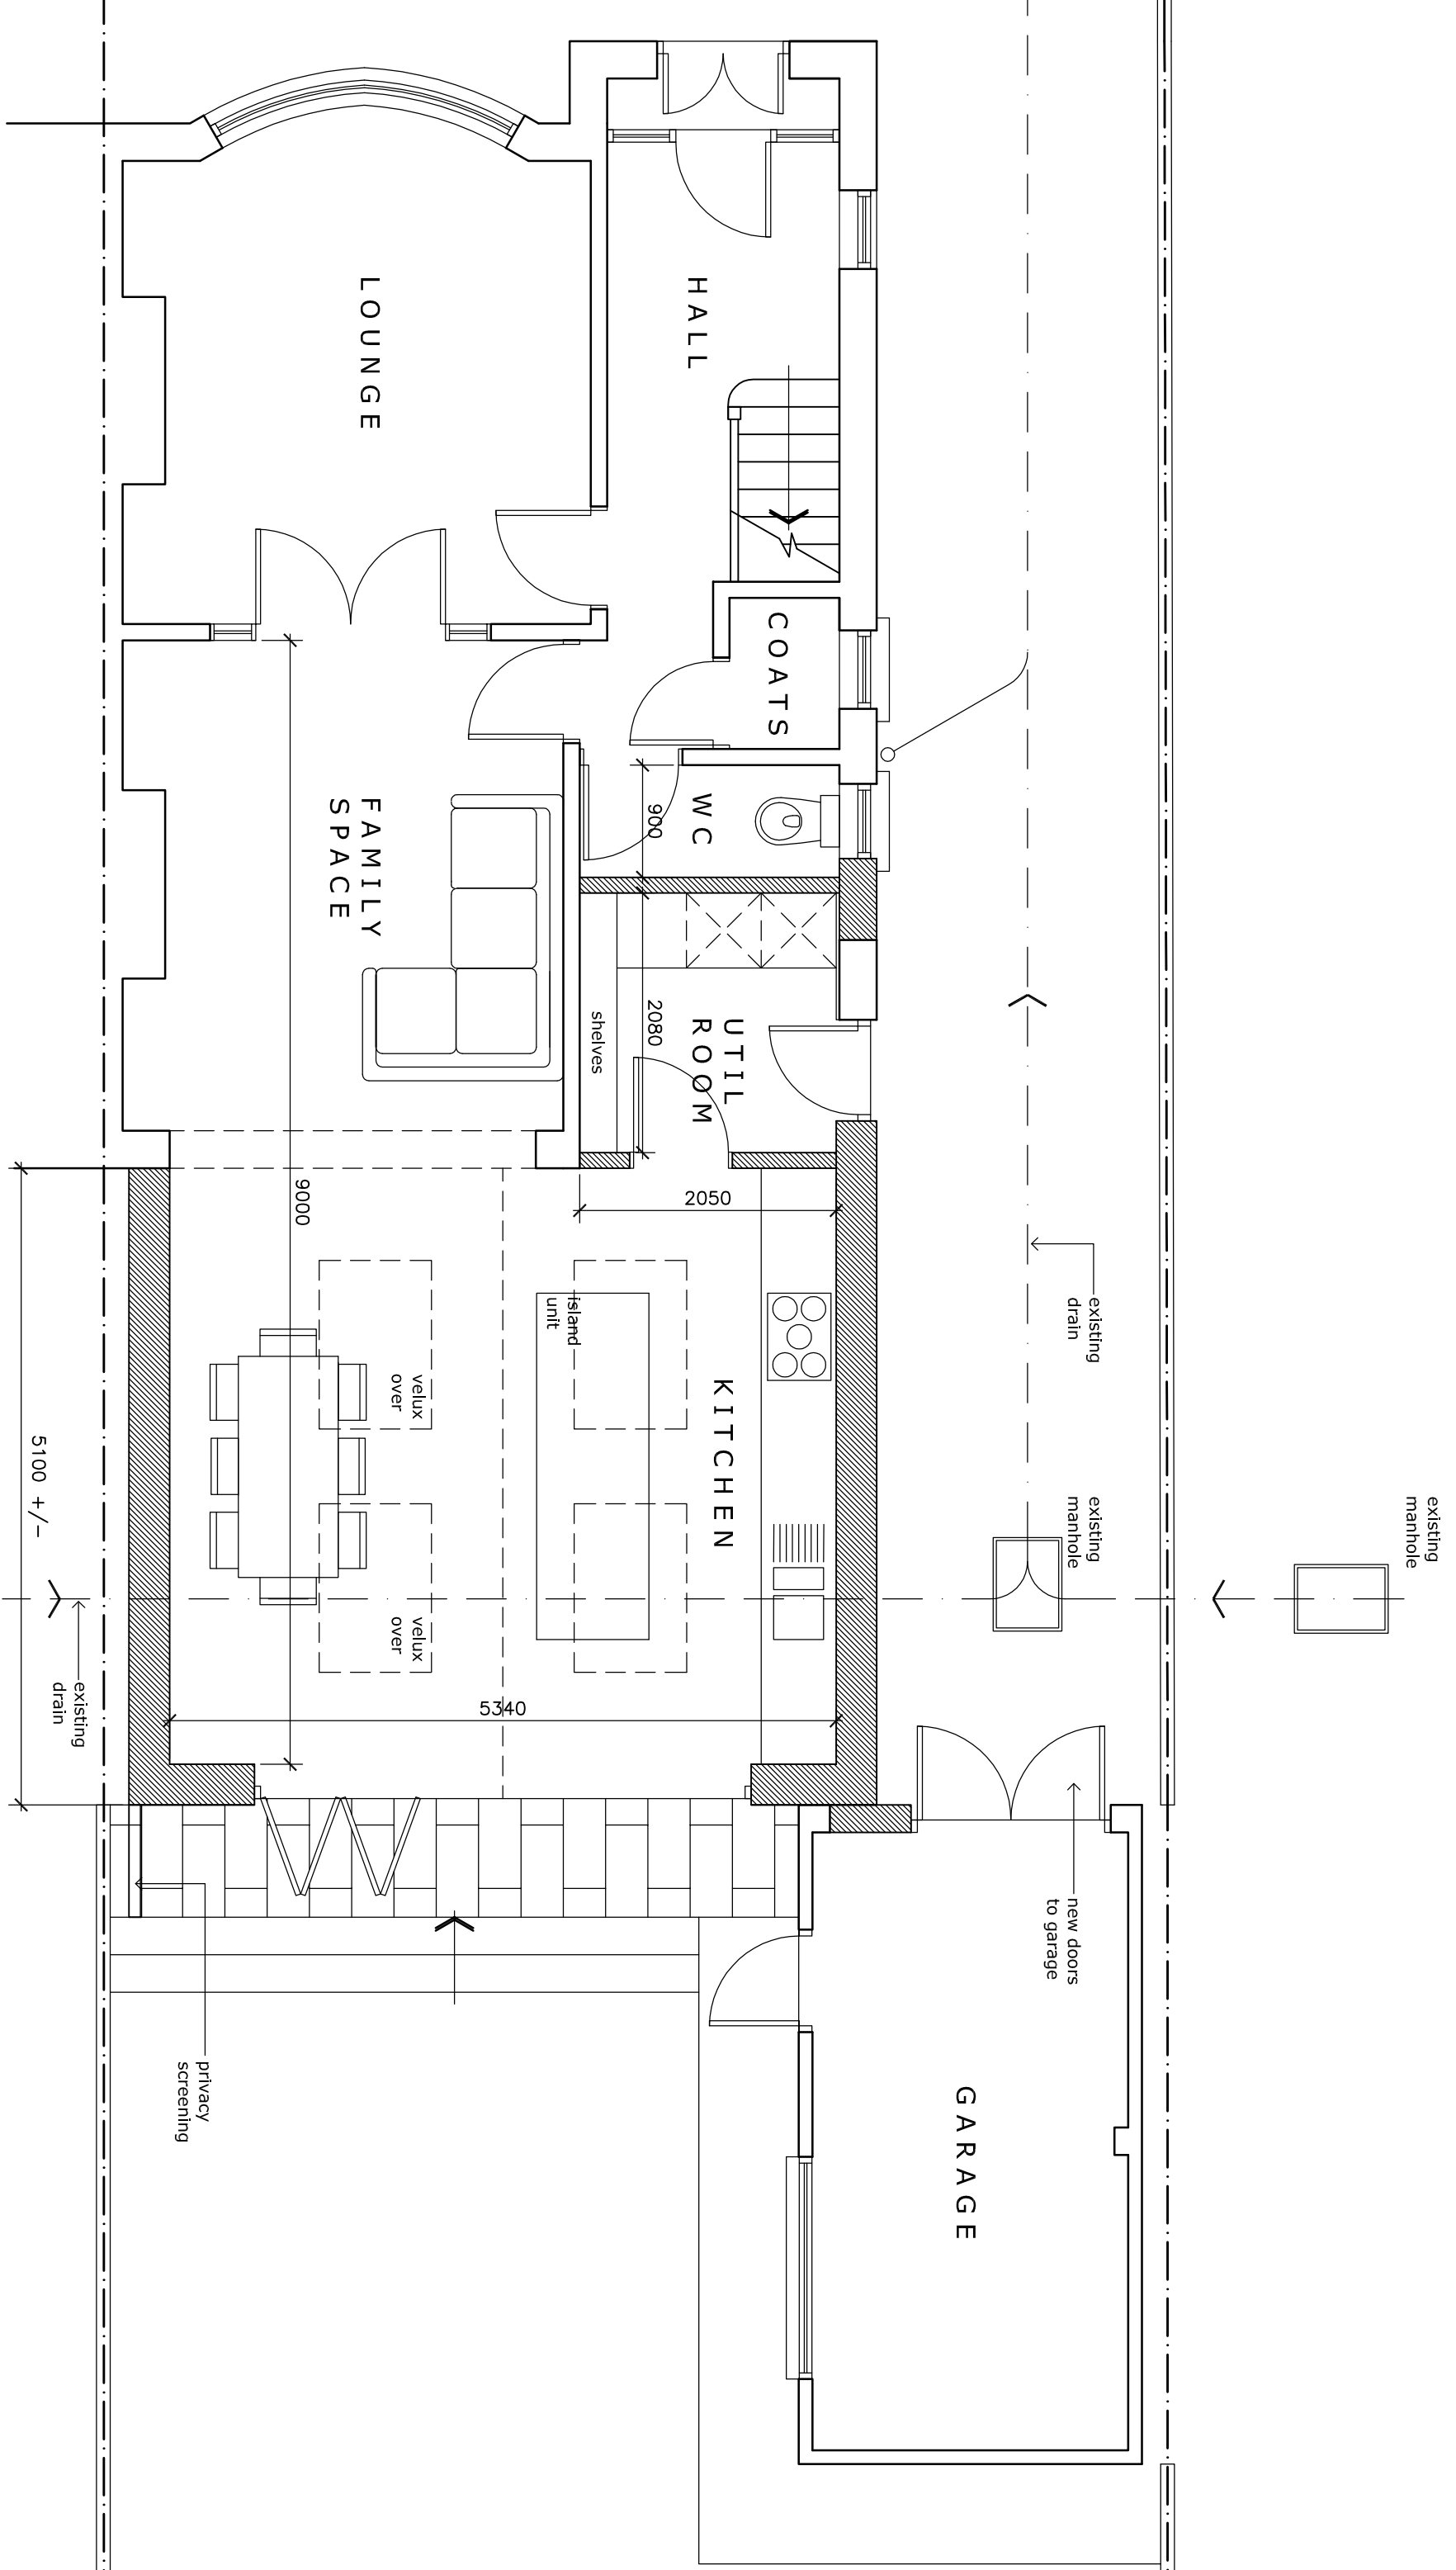 existing
manhole
existing
manhole
existing
drain
new doors
to garage
GARAGE
HALL
COATS
WC
900
UTIL
ROOM
2080
shelves
2050
KITCHEN
island
unit
LOUNGE
FAMILY
SPACE
velux
over
velux
over
5340
9000
privacy
screening
existing
drain
5100 +/-